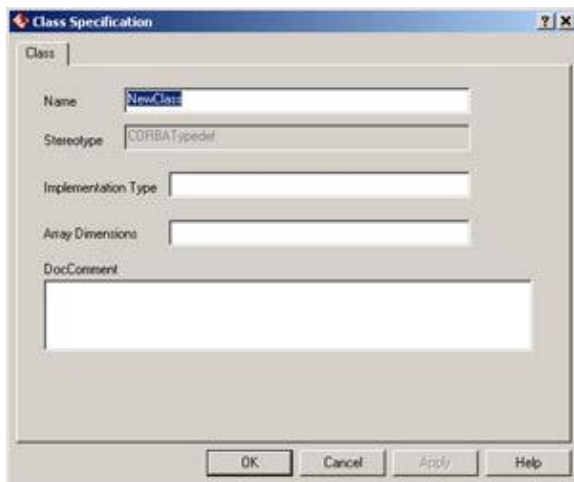 Class Specification
Class
Name NewClass
Stereotype CORBATypedef
Implementation Type
Array Dimensions
DocComment
OK Cancel Apply Help